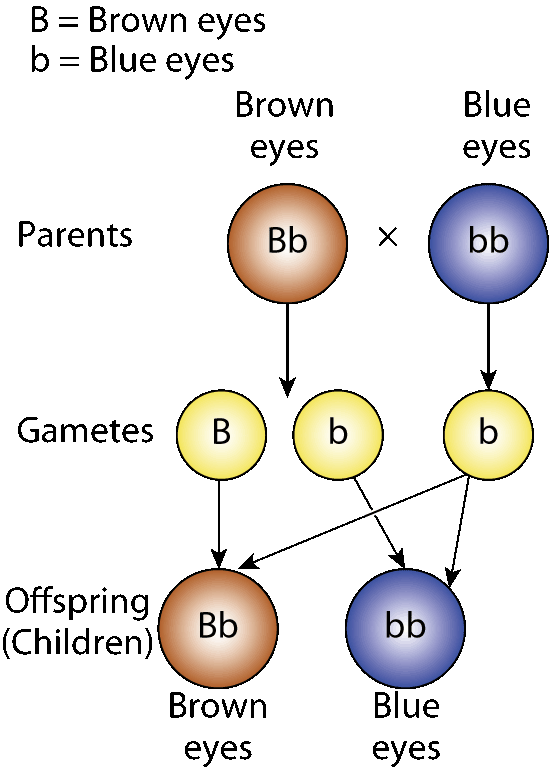 B = Brown eyes
b = Blue eyes
Brown eyes
Blue eyes
Parents
Bb
×
bb
Gametes
B
b
b
Offspring
(Children)
Bb
bb
Brown eyes
Blue eyes